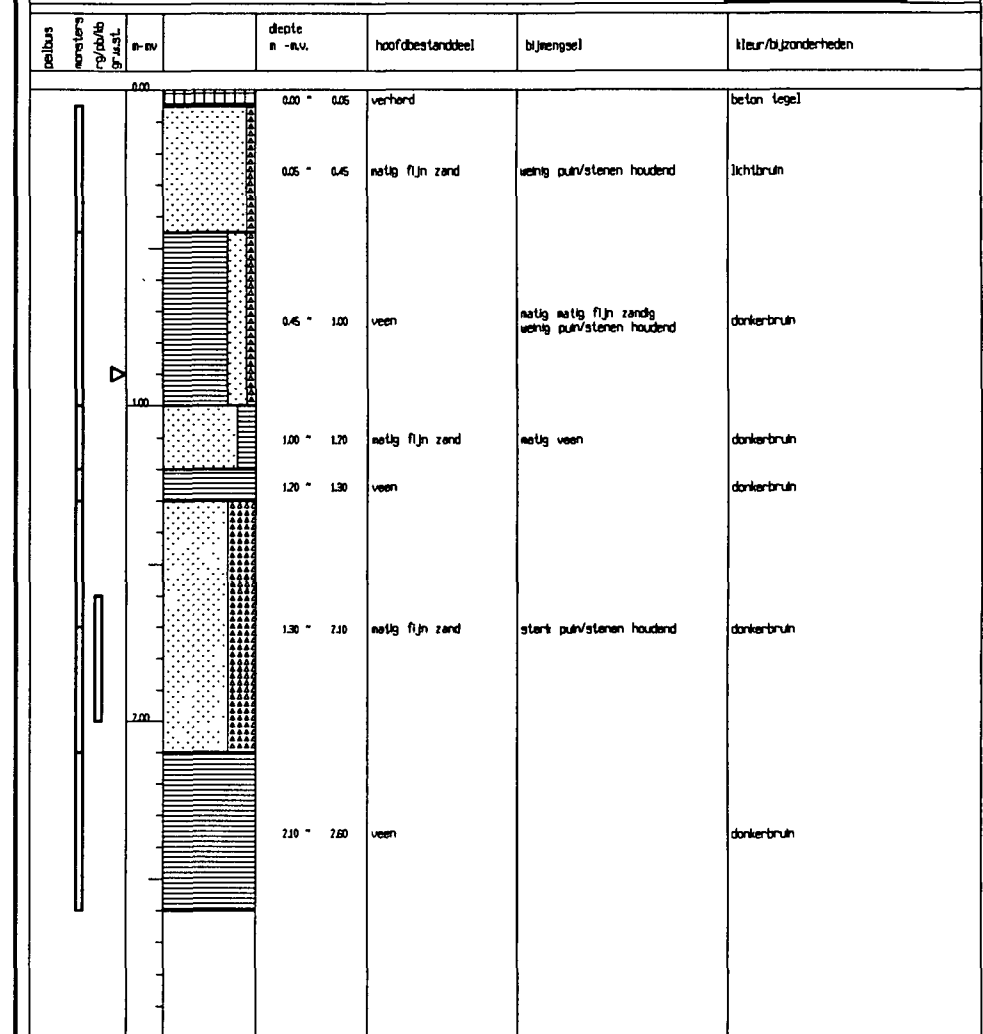 peilbuis
monsters
rg/pb/kb
gr.w.st.
m-mv
diepte
m -m.v.
hoofdbestanddeel
bijmengsel
kleur/bijzonderheden
0.00
0.00 - 0.05 verhard beton tegel
0.05 - 0.45 matig fijn zand weinig puin/stenen houdend lichtbruin
0.45 - 1.00 veen matig matig fijn zandig donkerbruin
weinig puin/stenen houdend
1.00
1.00 - 1.20 matig fijn zand matig veen donkerbruin
1.20 - 1.30 veen donkerbruin
1.30 - 2.10 matig fijn zand sterk puin/stenen houdend donkerbruin
2.00
2.10 - 2.60 veen donkerbruin